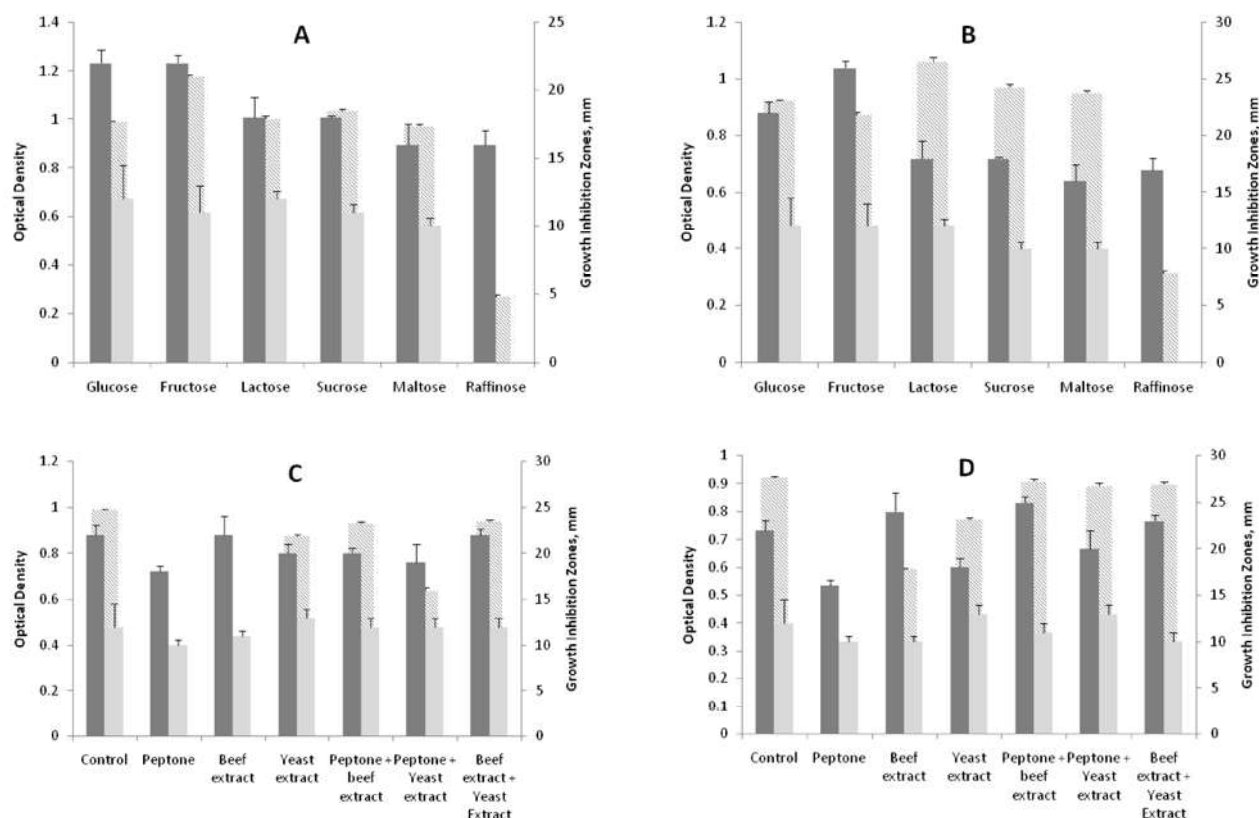 A
1.4
1.2
1
0.8
0.6
0.4
0.2
0
Optical Density
25
20
15
10
5
0
Growth Inhibition Zones, mm
Glucose
Fructose
Lactose
Sucrose
Maltose
Raffinose
B
1.2
1
0.8
0.6
0.4
0.2
0
Optical Density
30
25
20
15
10
5
0
Growth Inhibition Zones, mm
Glucose
Fructose
Lactose
Sucrose
Maltose
Raffinose
C
1.2
1
0.8
0.6
0.4
0.2
0
Optical Density
30
25
20
15
10
5
0
Growth Inhibition Zones, mm
Control
Peptone
Beef
extract
Yeast
extract
Peptone +
beef
extract
Peptone +
Yeast
extract
Beef
extract +
Yeast
Extract
D
1
0.9
0.8
0.7
0.6
0.5
0.4
0.3
0.2
0.1
0
Optical Density
30
25
20
15
10
5
0
Growth Inhibition Zones, mm
Control
Peptone
Beef
extract
Yeast
extract
Peptone +
beef
extract
Peptone +
Yeast
extract
Beef
extract +
Yeast
Extract